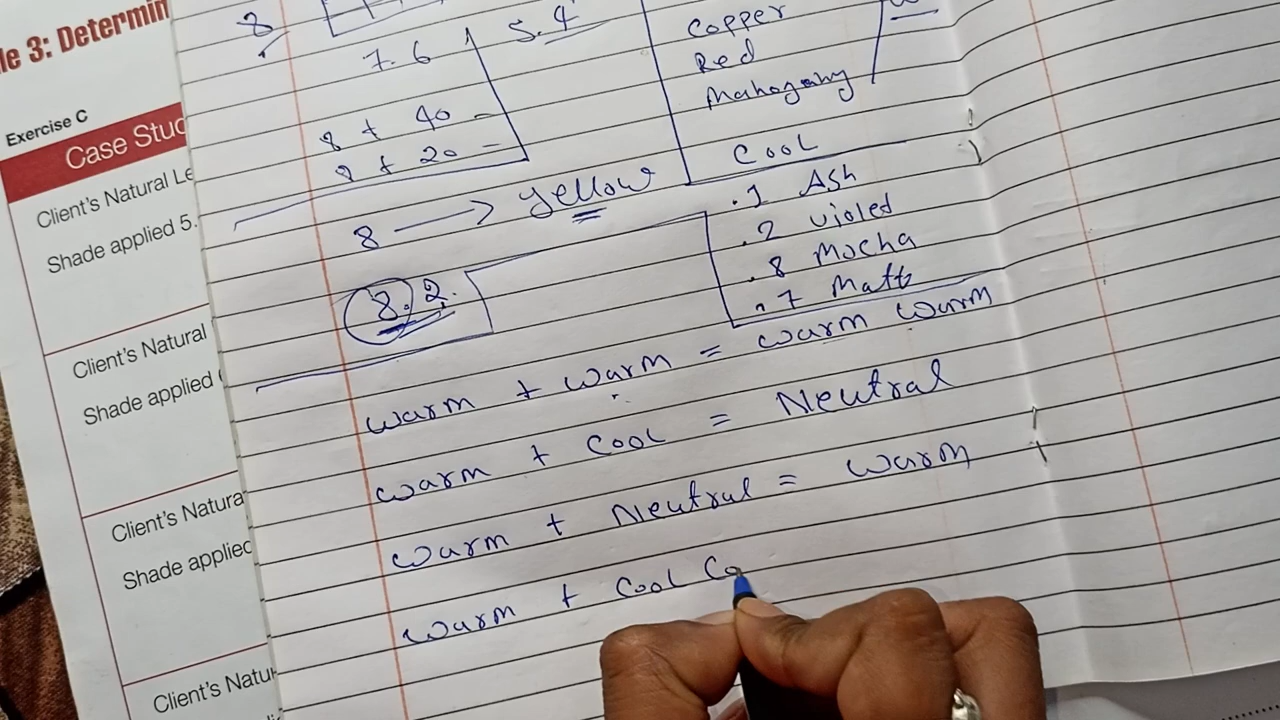 le 3: Determin
Exercise C
Case Stud
Client's Natural Le
Shade applied 5.
Client's Natural
Shade applied
Client's Natura
Shade applied
Client's Natu
8
7.6
5.4
8 + 40 -
8 + 20 =
8 → yellow
8.2.
Copper
Red
Mahogany
Cool
.1 Ash
.2 violed
.8 Mocha
.7 Matt
warm + warm = warm warm
warm + cool = Neutral
warm + Neutral = warm
warm + cool Co